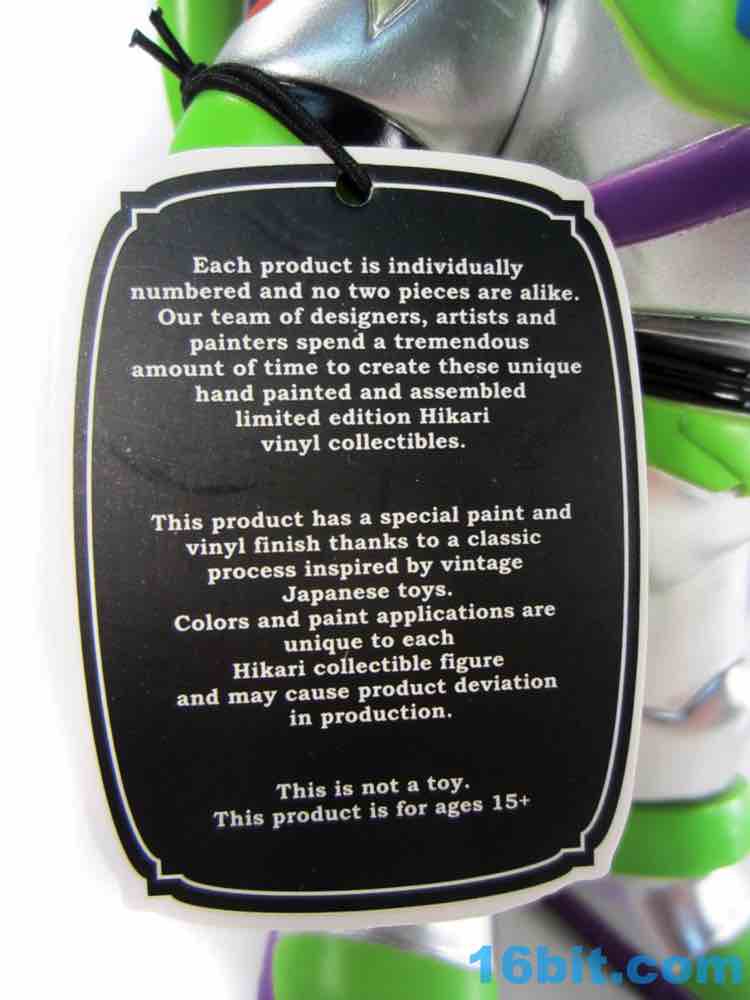 Each product is individually
numbered and no two pieces are alike.
Our team of designers, artists and
painters spend a tremendous
amount of time to create these unique
hand painted and assembled
limited edition Hikari
vinyl collectibles.
This product has a special paint and
vinyl finish thanks to a classic
process inspired by vintage
Japanese toys.
Colors and paint applications are
unique to each
Hikari collectible figure
and may cause product deviation
in production.
This is not a toy.
This product is for ages 15+
16bit.com